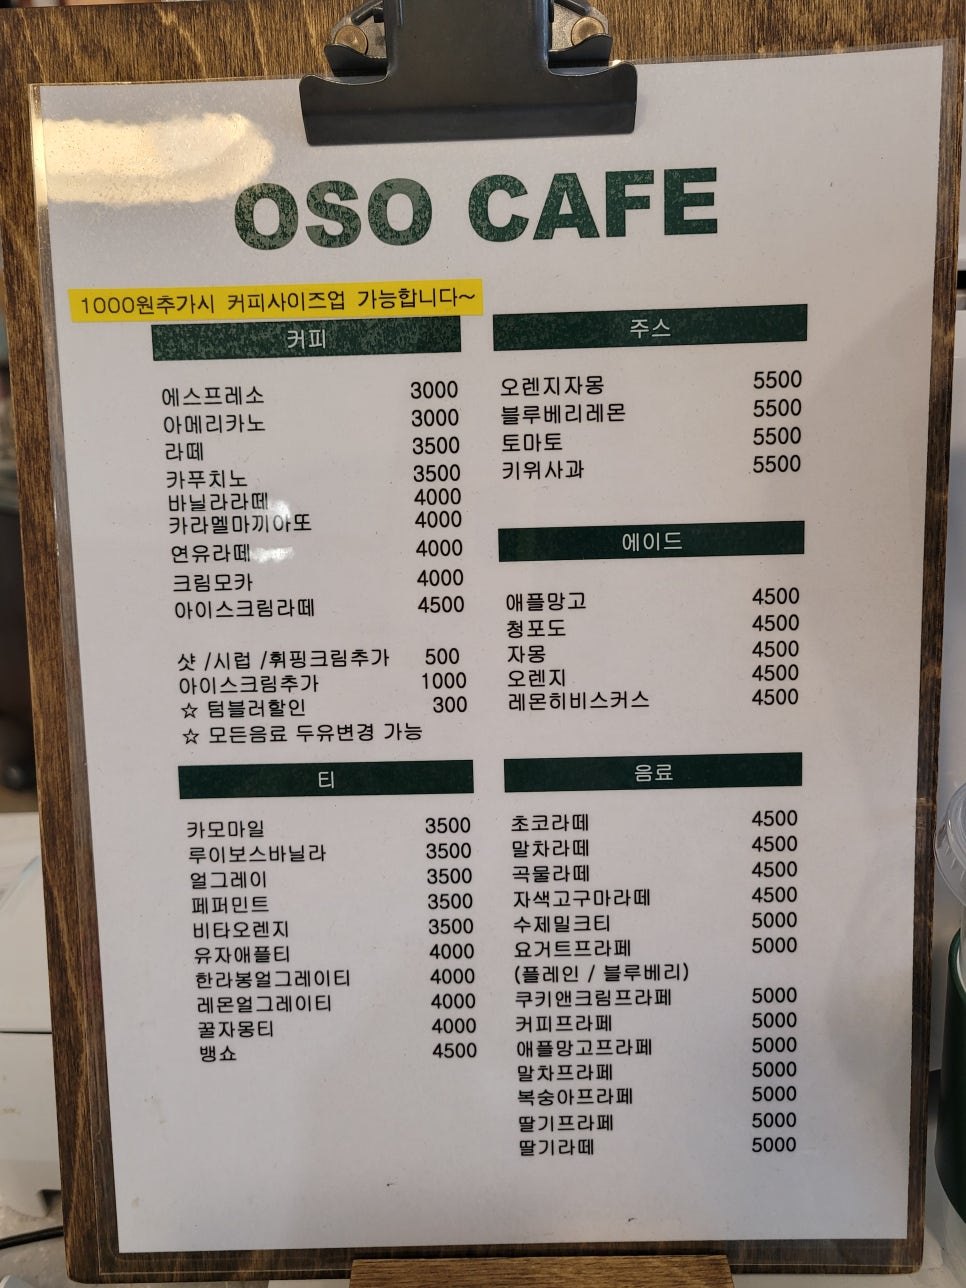 OSO CAFE
1000원추가시 커피사이즈업 가능합니다~
커피
에스프레소 3000
아메리카노 3000
라떼 3500
카푸치노 3500
바닐라라떼 4000
카라멜마끼아또 4000
연유라떼 4000
크림모카 4000
아이스크림라떼 4500
샷 /시럽 /휘핑크림추가 500
아이스크림추가 1000
☆ 텀블러할인 300
☆ 모든음료 두유변경 가능
티
카모마일 3500
루이보스바닐라 3500
얼그레이 3500
페퍼민트 3500
비타오렌지 3500
유자애플티 4000
한라봉얼그레이티 4000
레몬얼그레이티 4000
꿀자몽티 4000
뱅쇼 4500
주스
오렌지자몽 5500
블루베리레몬 5500
토마토 5500
키위사과 5500
에이드
애플망고 4500
청포도 4500
자몽 4500
오렌지 4500
레몬히비스커스 4500
음료
초코라떼 4500
말차라떼 4500
곡물라떼 4500
자색고구마라떼 4500
수제밀크티 5000
요거트프라페 5000
(플레인 / 블루베리)
쿠키앤크림프라페 5000
커피프라페 5000
애플망고프라페 5000
말차프라페 5000
복숭아프라페 5000
딸기프라페 5000
딸기라떼 5000